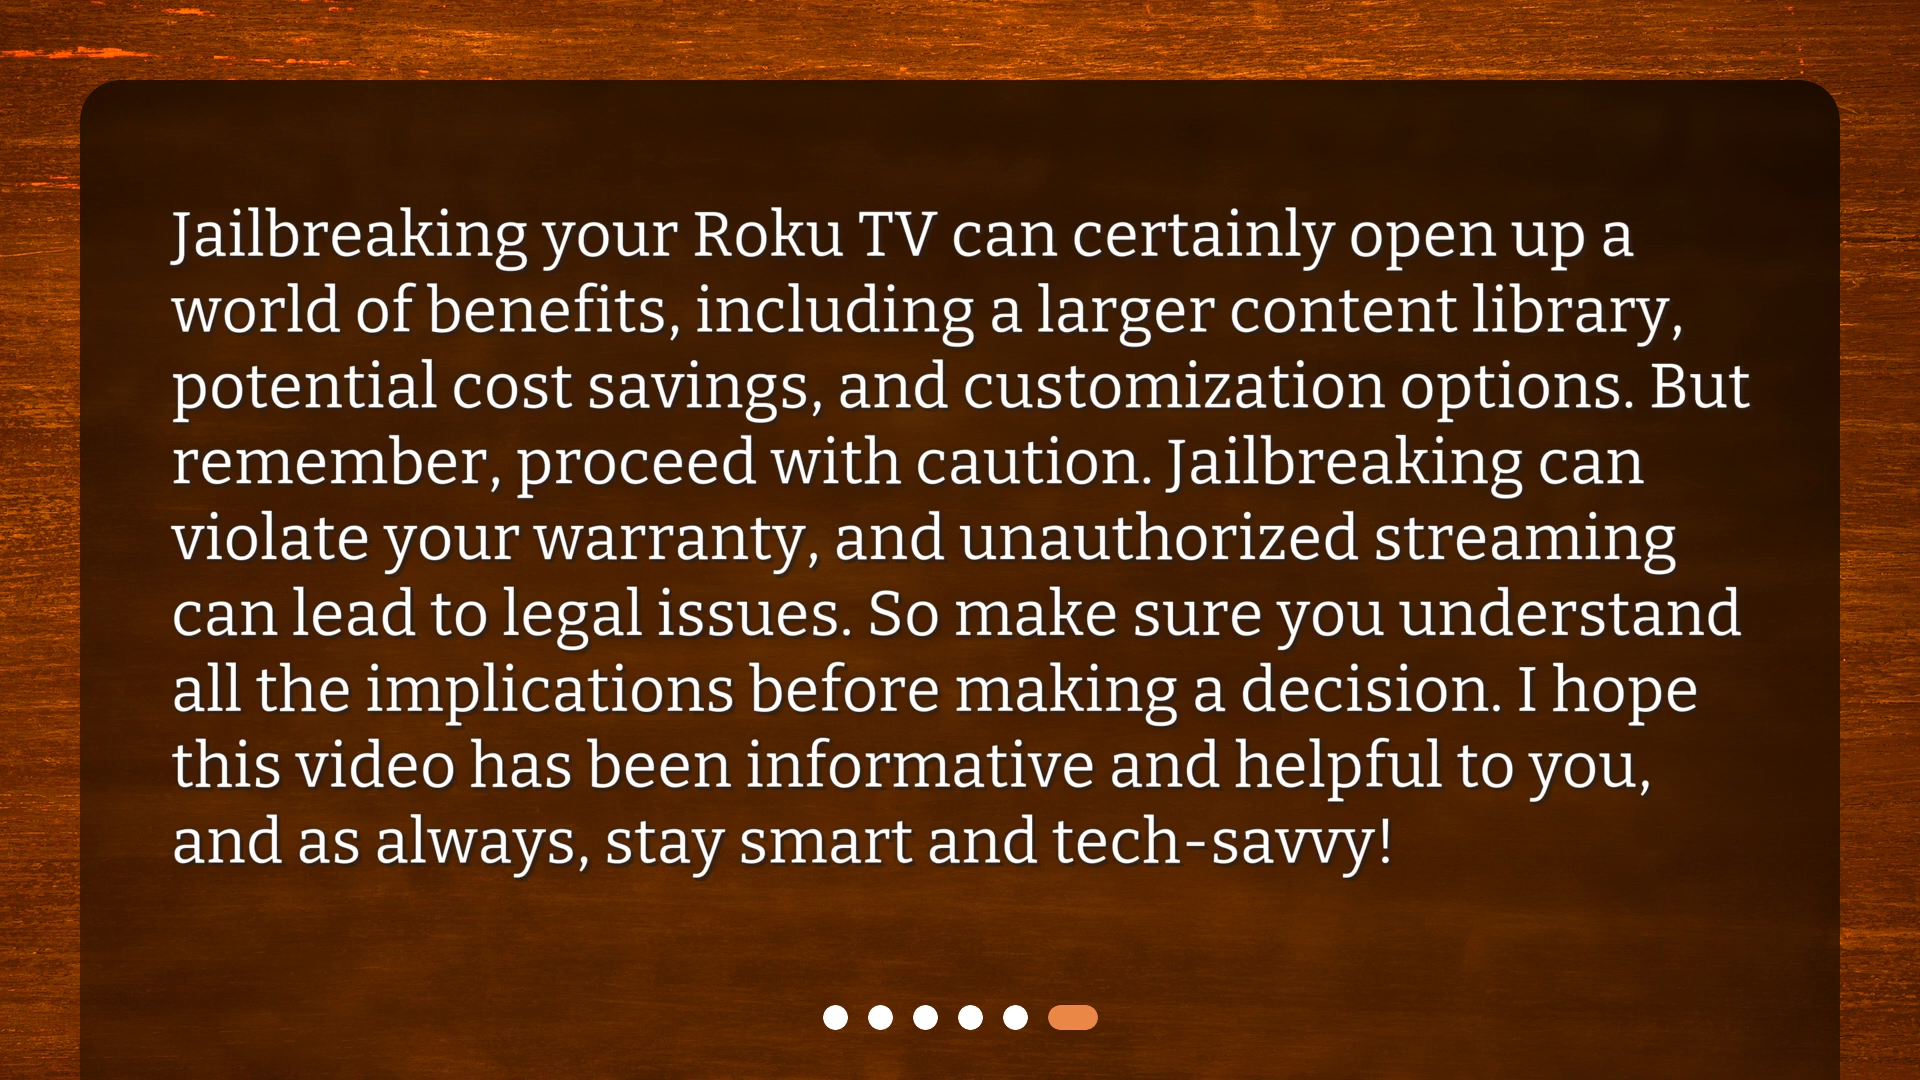 Jailbreaking your Roku TV can certainly open up a
world of benefits, including a larger content library,
potential cost savings, and customization options. But
remember, proceed with caution. Jailbreaking can
violate your warranty, and unauthorized streaming
can lead to legal issues. So make sure you understand
all the implications before making a decision. I hope
this video has been informative and helpful to you,
and as always, stay smart and tech-savvy!